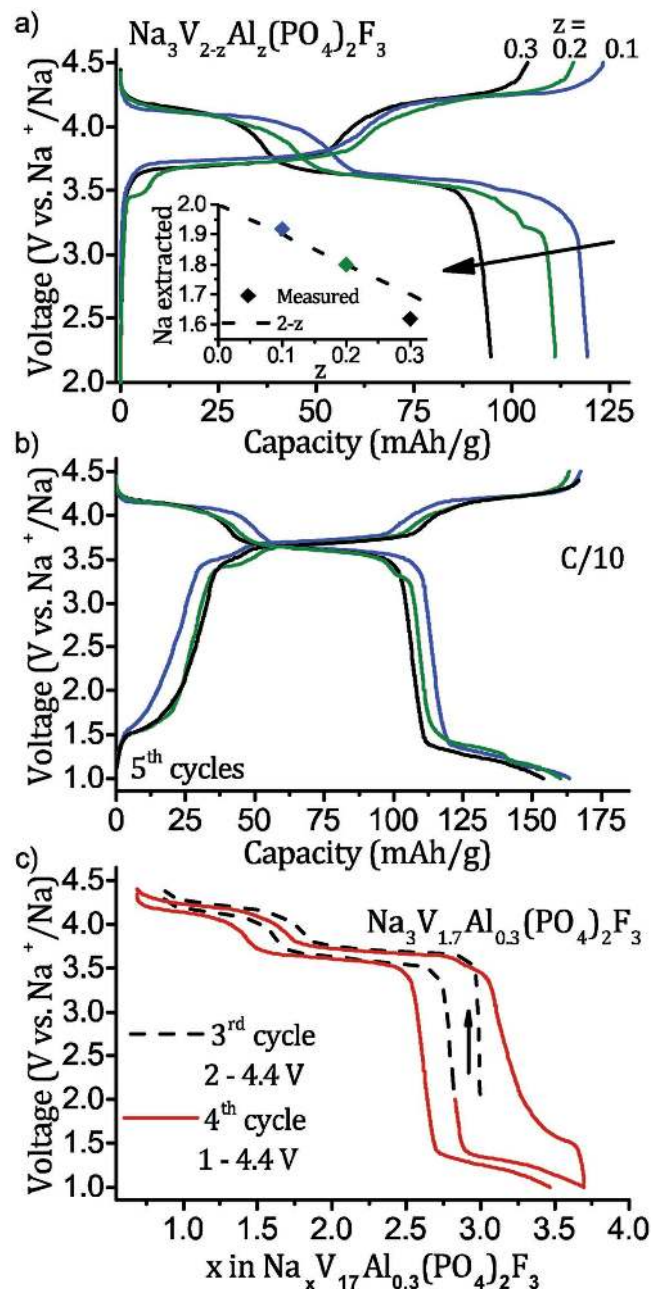 a)
Na₃V₂₋zAlz(PO₄)₂F₃
z =
0.3 0.2 0.1
4.5
4.0
3.5
3.0
2.5
2.0
Voltage (V vs. Na⁺/Na)
2.0
1.9
1.8
1.7
1.6
Na extracted
Measured
2-z
0.0 0.1 0.2 0.3
z
0 25 50 75 100 125
Capacity (mAh/g)
b)
4.5
4.0
3.5
3.0
2.5
2.0
1.5
1.0
Voltage (V vs. Na⁺/Na)
C/10
5ᵗʰ cycles
0 25 50 75 100 125 150 175
Capacity (mAh/g)
c)
4.5
4.0
3.5
3.0
2.5
2.0
1.5
1.0
Voltage (V vs. Na⁺/Na)
Na₃V₁.₇Al₀.₃(PO₄)₂F₃
3ʳᵈ cycle
2 - 4.4 V
4ᵗʰ cycle
1 - 4.4 V
1.0 1.5 2.0 2.5 3.0 3.5 4.0
x in NaₓV₁₇Al₀.₃(PO₄)₂F₃